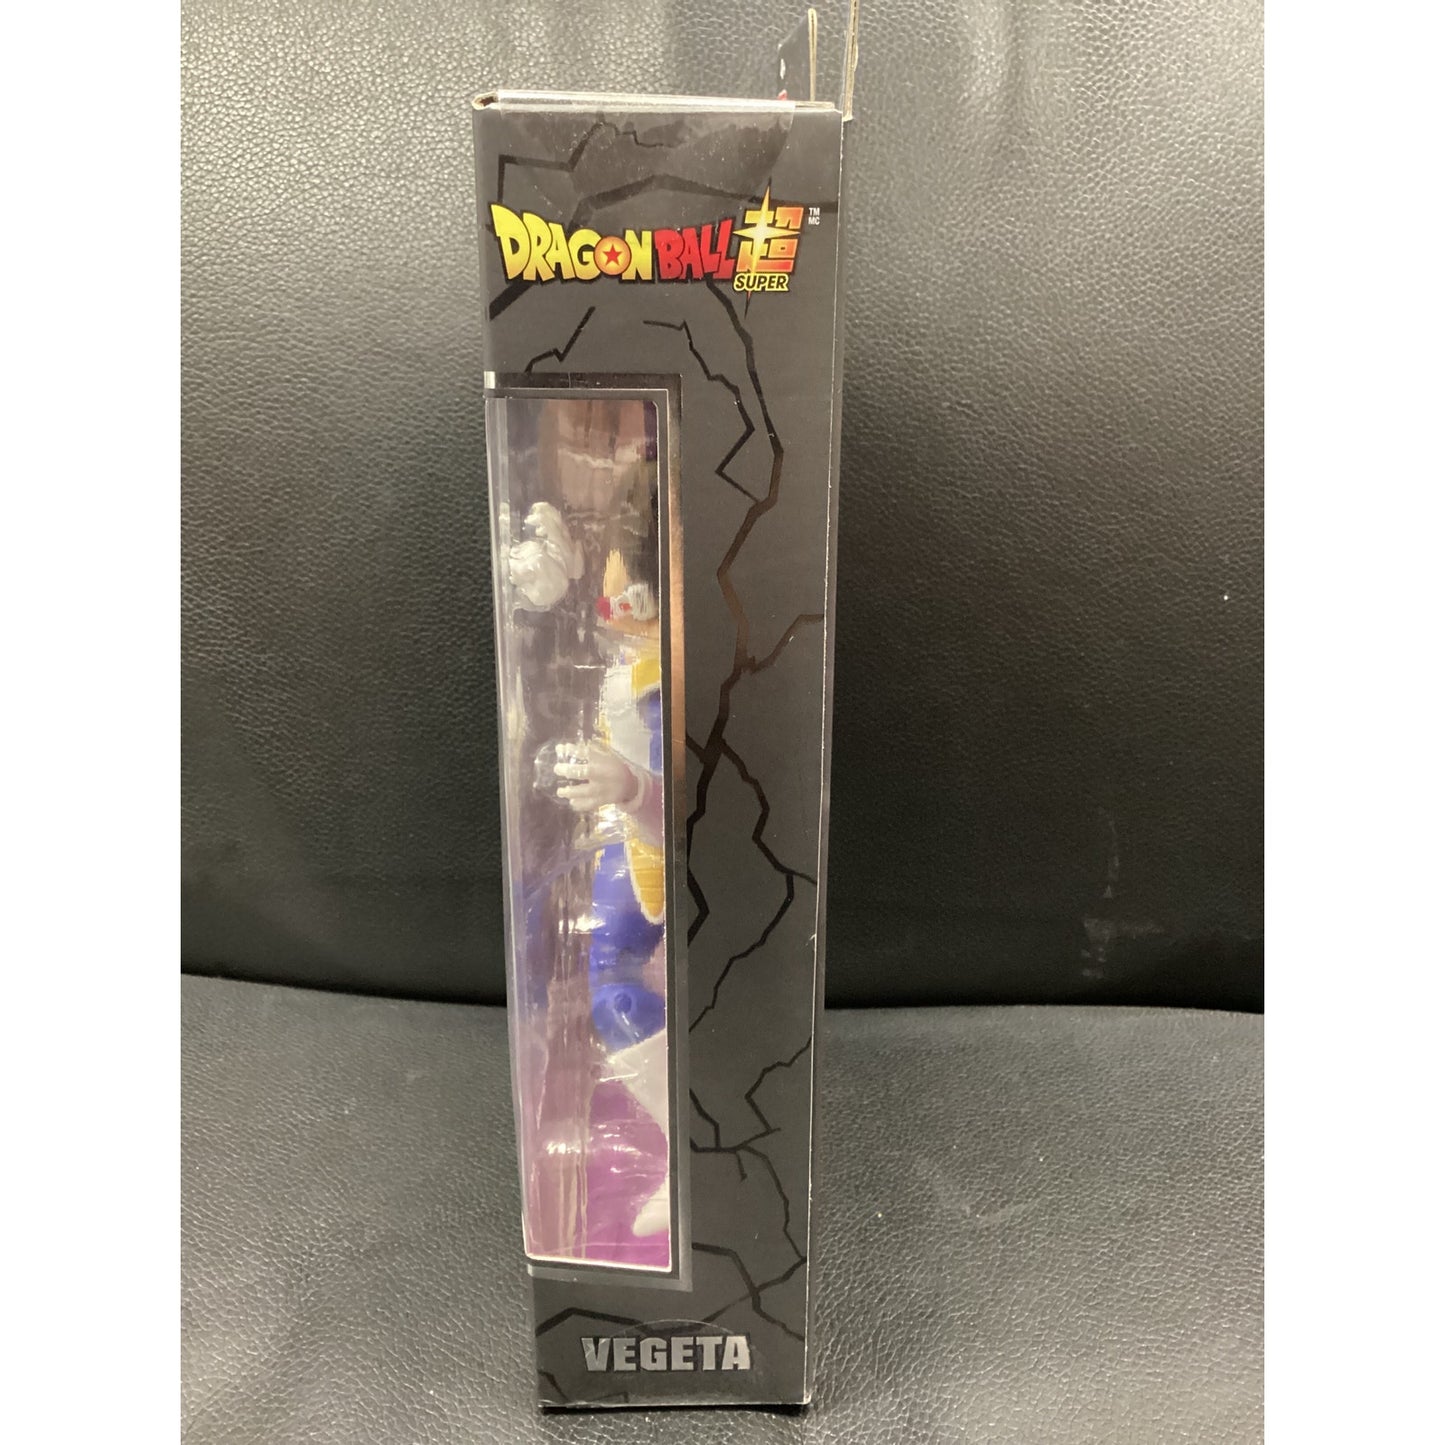 DRAGON BALL 超 TM
MC
SUPER
VEGETA